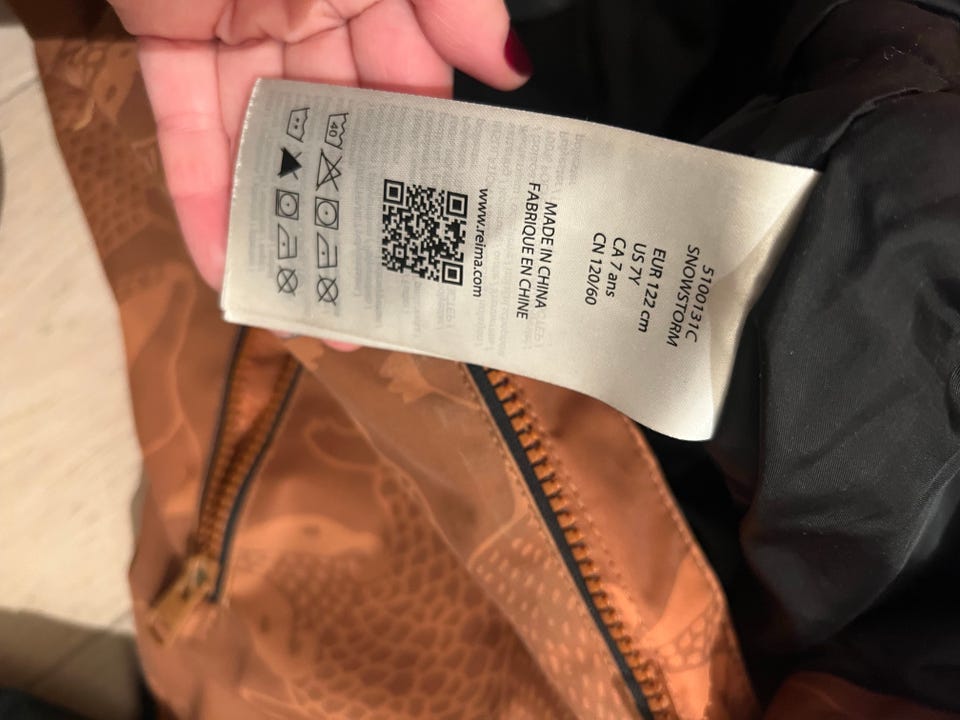 5100131C
SNOWSTORM
EUR 122 cm
US 7Y
CA 7 ans
CN 120/60
MADE IN CHINA
FABRIQUE EN CHINE
www.reima.com
40